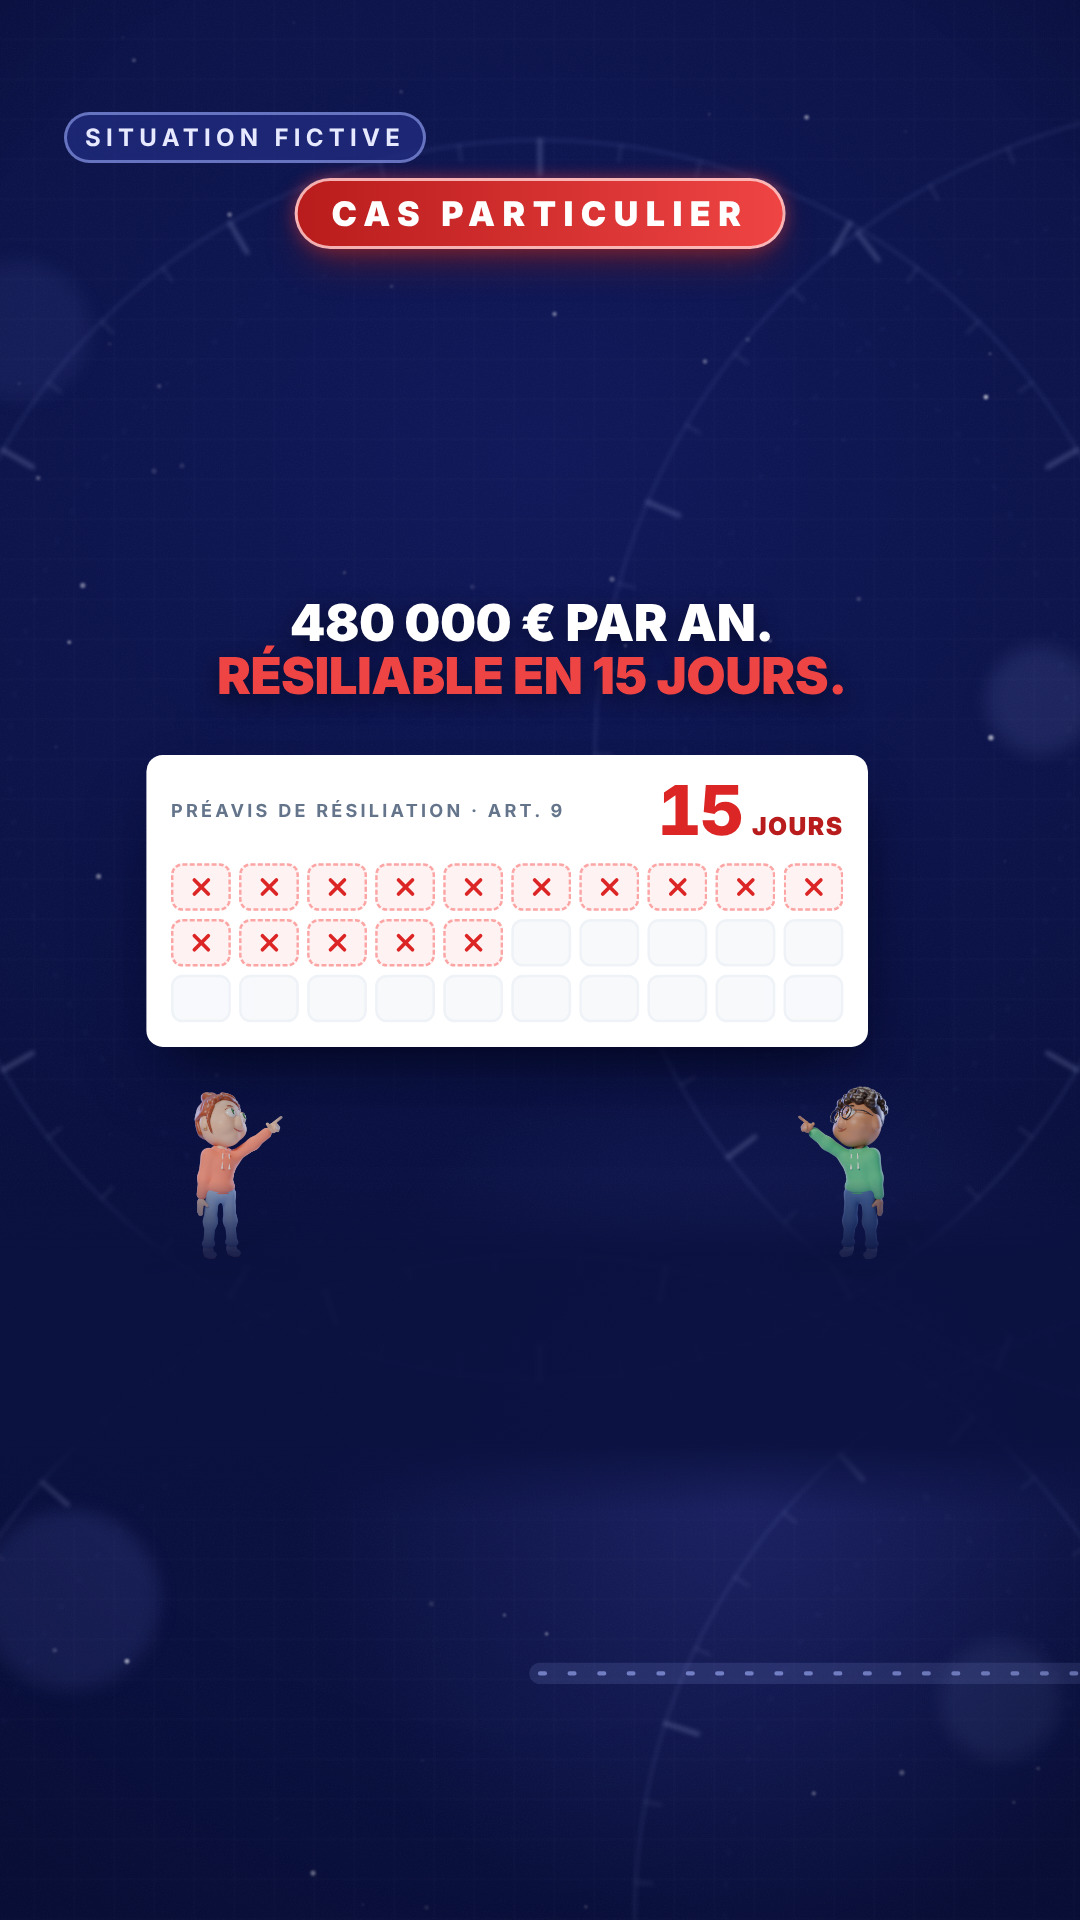 SITUATION FICTIVE
CAS PARTICULIER
480 000 € PAR AN.
RÉSILIABLE EN 15 JOURS.
PRÉAVIS DE RÉSILIATION · ART. 9
15 JOURS